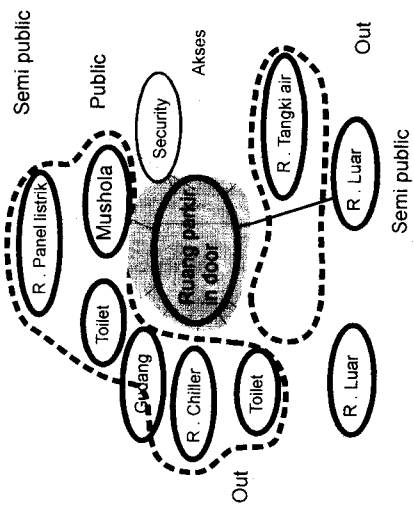 Semi public
Public
Akses
Out
R . Panel listrik
Mushola
Security
Toilet
Ruang parkir
in door
R . Tangki air
Gudang
R . Chiller
Toilet
R . Luar
R . Luar
Semi public
Out